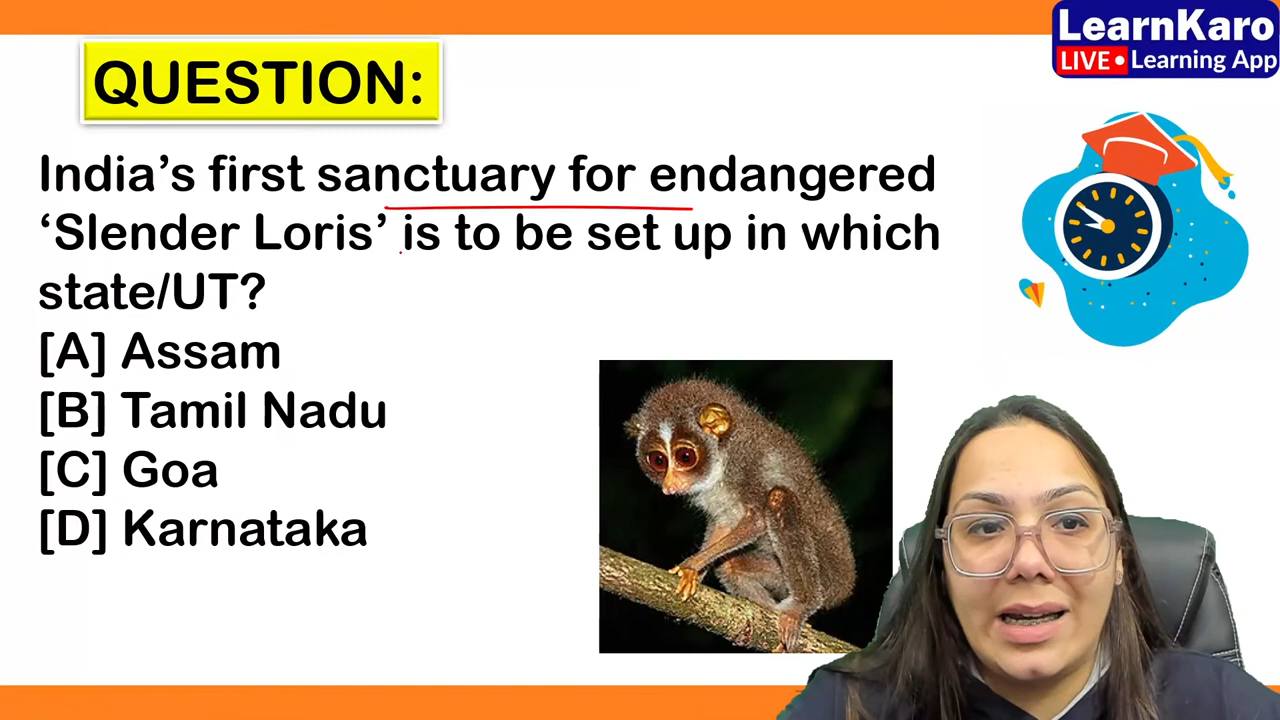 LearnKaro
LIVE• Learning App
QUESTION:
India’s first sanctuary for endangered
‘Slender Loris’ is to be set up in which
state/UT?
[A] Assam
[B] Tamil Nadu
[C] Goa
[D] Karnataka